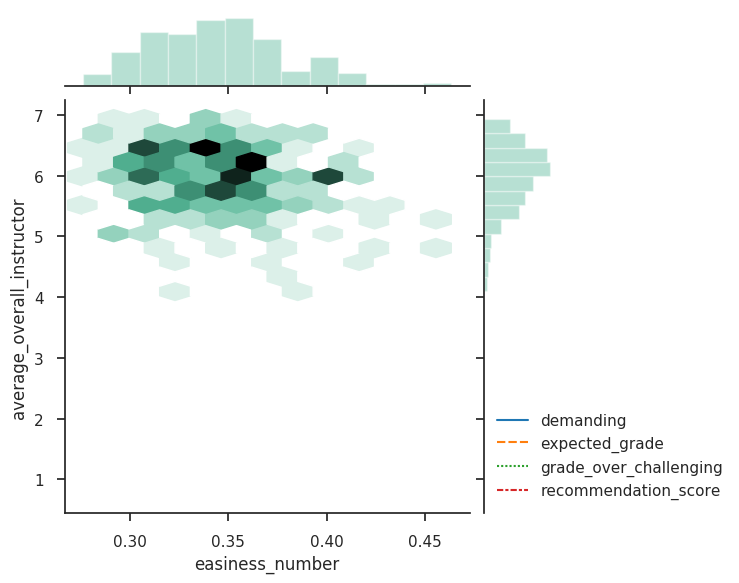 7
6
5
4
3
2
1
average_overall_instructor
0.30 0.35 0.40 0.45
easiness_number
demanding
expected_grade
grade_over_challenging
recommendation_score